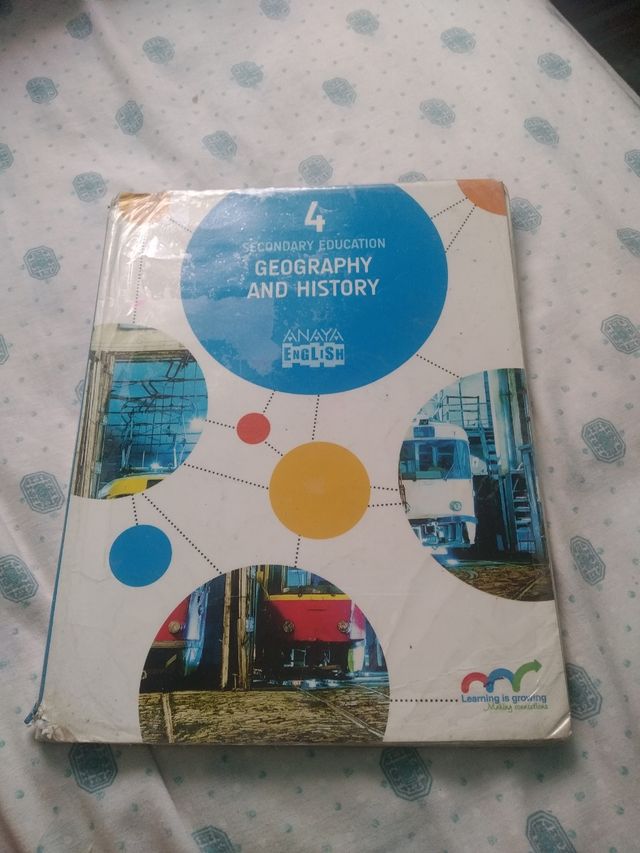 4
SECONDARY EDUCATION
GEOGRAPHY
AND HISTORY
ANAYA
ENGLISH
Learning is growing
Making connections